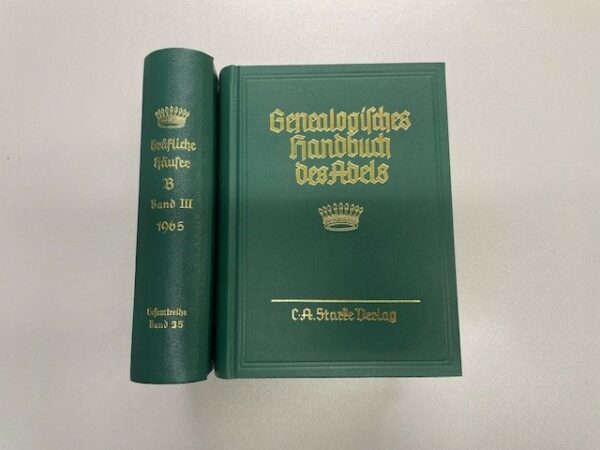 Gräfliche
Häuser
B
Band III
1965
Gesamtreihe
Band 35
Genealogisches
Handbuch
des Adels
C.A. Starke Verlag